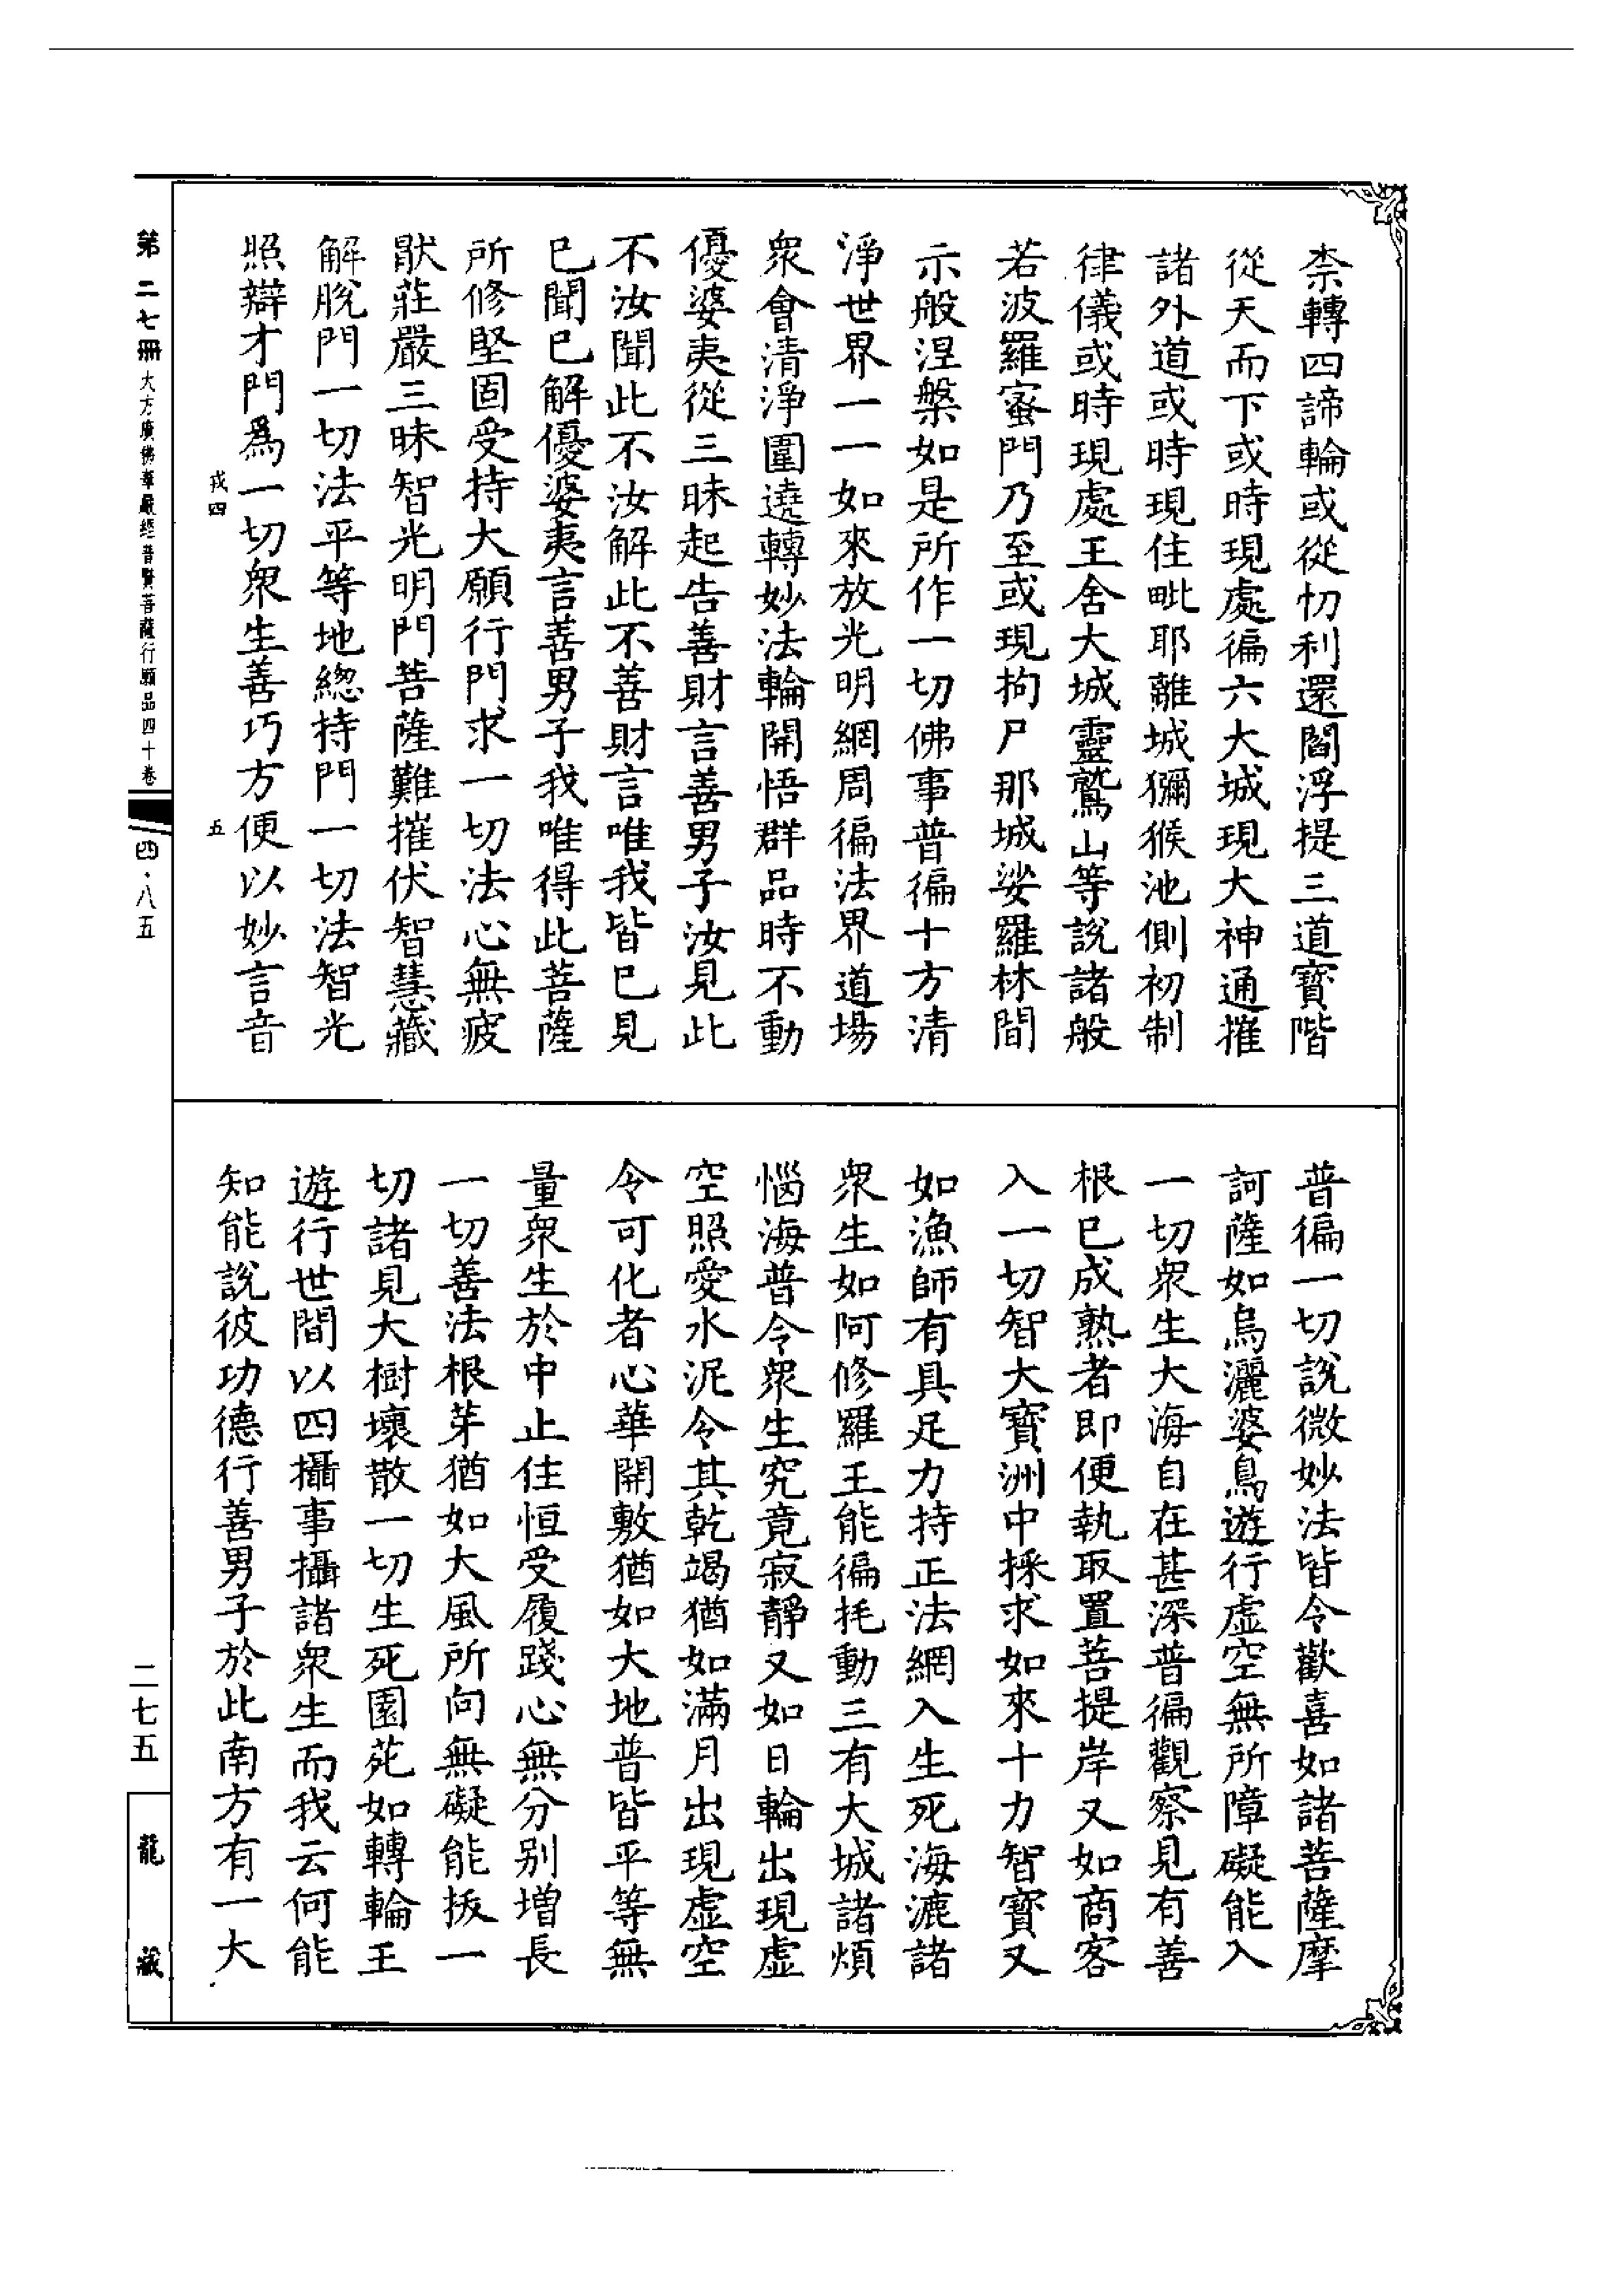 柰轉四諦輪或從忉利還閻浮提三道寶階
從天而下或時現處徧六大城現大神通摧
諸外道或時現住毗耶離城獼猴池側初制
律儀或時現處王舍大城靈鷲山等說諸般
若波羅蜜門乃至或現拘尸那城娑羅林間
示般涅槃如是所作一切佛事普徧十方清
淨世界一一如來放光明網周徧法界道場
衆會清淨圍遶轉妙法輪開悟群品時不動
優婆夷從三昧起告善財言善男子汝見此
不汝聞此不汝解此不善財言唯我皆已見
已聞已解優婆夷言善男子我唯得此菩薩
所修堅固受持大願行門求一切法心無疲
猒莊嚴三昧智光明門菩薩難摧伏智慧藏
解脫門一切法平等地緫持門一切法智光
照辯才門爲一切衆生善巧方便以妙言音
戎四
五
普徧一切說微妙法皆令歡喜如諸菩薩摩
訶薩如烏灑婆鳥遊行虛空無所障礙能入
一切衆生大海自在甚深普徧觀察見有善
根已成熟者即便執取置菩提岸又如商客
入一切智大寶洲中採求如來十力智寶又
如漁師有具足力持正法網入生死海漉諸
衆生如阿修羅王能徧托動三有大城諸煩
惱海普令衆生究竟寂靜又如日輪出現虛
空照愛水泥令其乾竭猶如滿月出現虛空
令可化者心華開敷猶如大地普皆平等無
量衆生於中止住恒受履踐心無分别增長
一切善法根芽猶如大風所向無礙能拔一
切諸見大樹壞散一切生死園苑如轉輪王
遊行世間以四攝事攝諸衆生而我云何能
知能說彼功德行善男子於此南方有一大
第二七冊 大方廣佛華嚴經普賢菩薩行願品四十卷 四·八五
二七五
龍藏